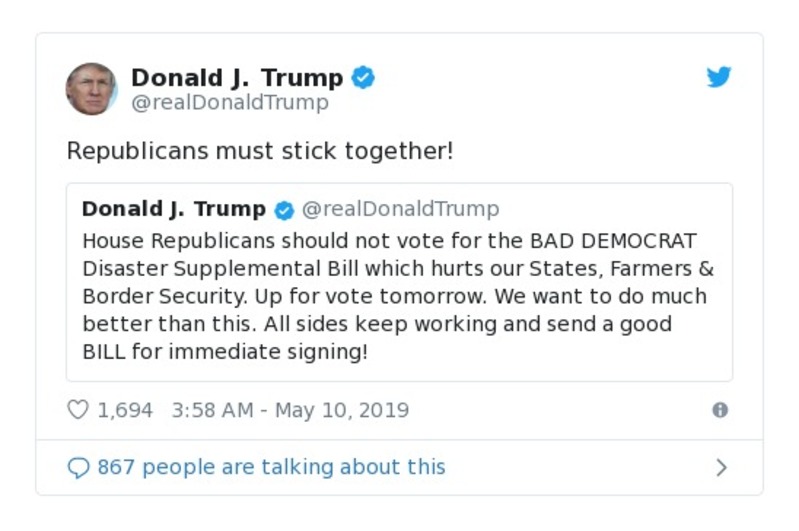 Donald J. Trump
@realDonaldTrump
Republicans must stick together!
Donald J. Trump @realDonaldTrump
House Republicans should not vote for the BAD DEMOCRAT
Disaster Supplemental Bill which hurts our States, Farmers &
Border Security. Up for vote tomorrow. We want to do much
better than this. All sides keep working and send a good
BILL for immediate signing!
1,694 3:58 AM - May 10, 2019
867 people are talking about this